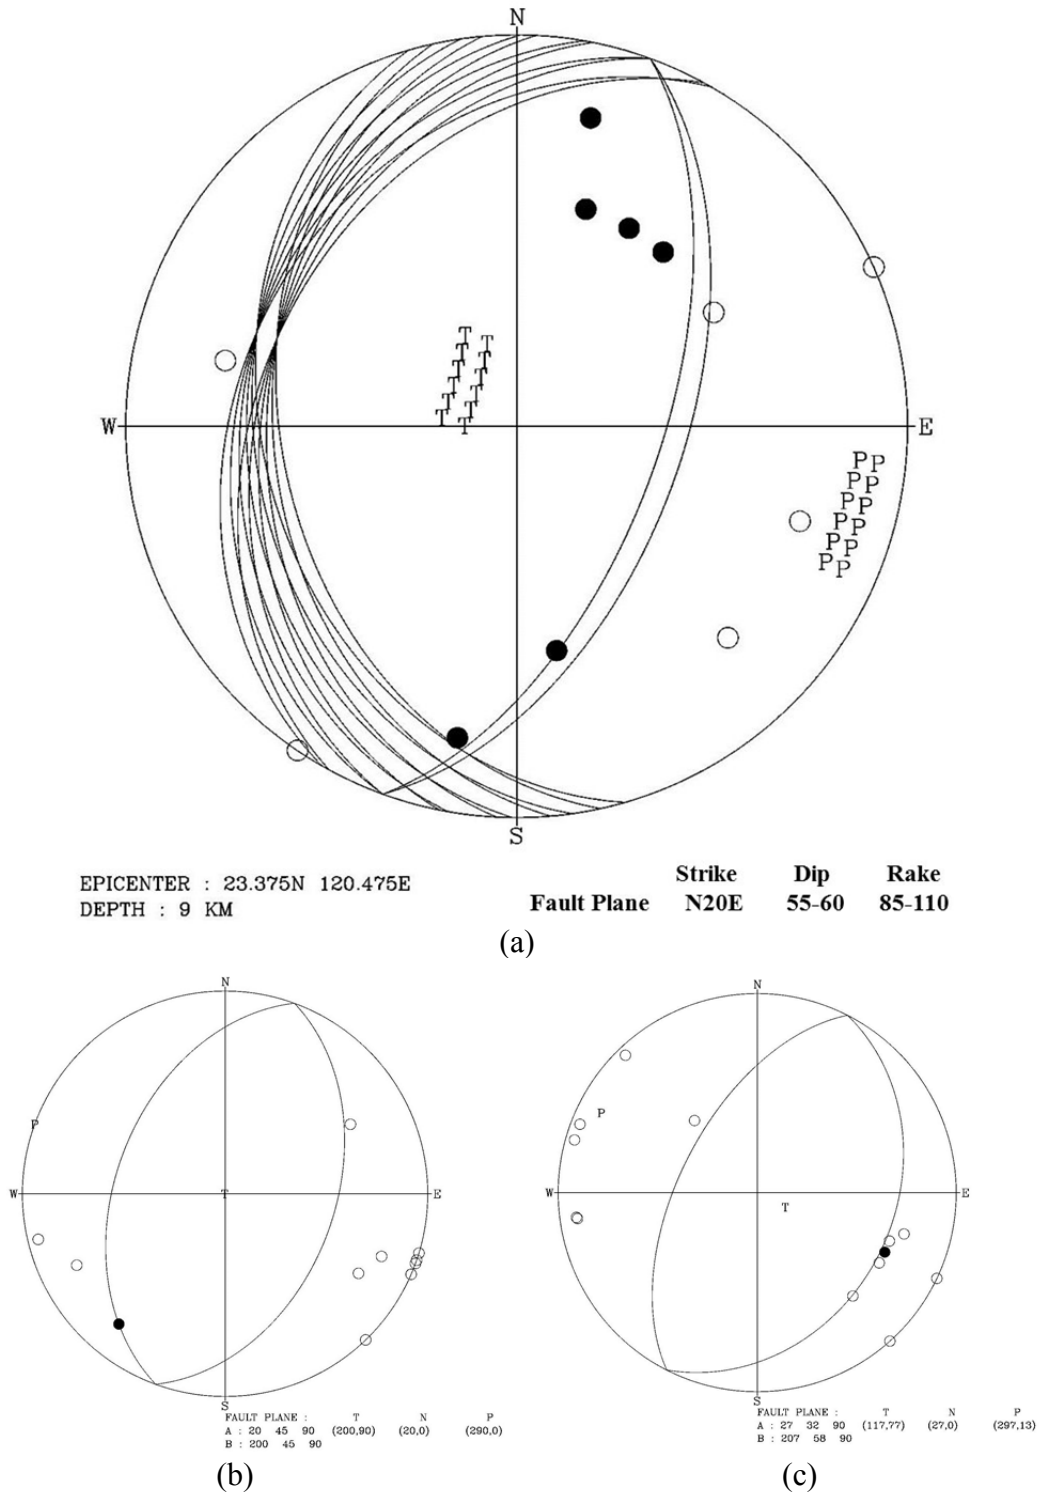 N
T T
T
T T
T T
T T
T T
T T
W E
P P
P P
P P
P P
P P
P P
S
EPICENTER : 23.375N 120.475E
DEPTH : 9 KM
Strike Dip Rake
Fault Plane N20E 55-60 85-110
(a)
N
P
W T E
S
FAULT PLANE : T N P
A : 20 45 90 (200,90) (20,0) (290,0)
B : 200 45 90
(b)
N
P
W E
T
S
FAULT PLANE : T N P
A : 27 32 90 (117,77) (27,0) (297,13)
B : 207 58 90
(c)